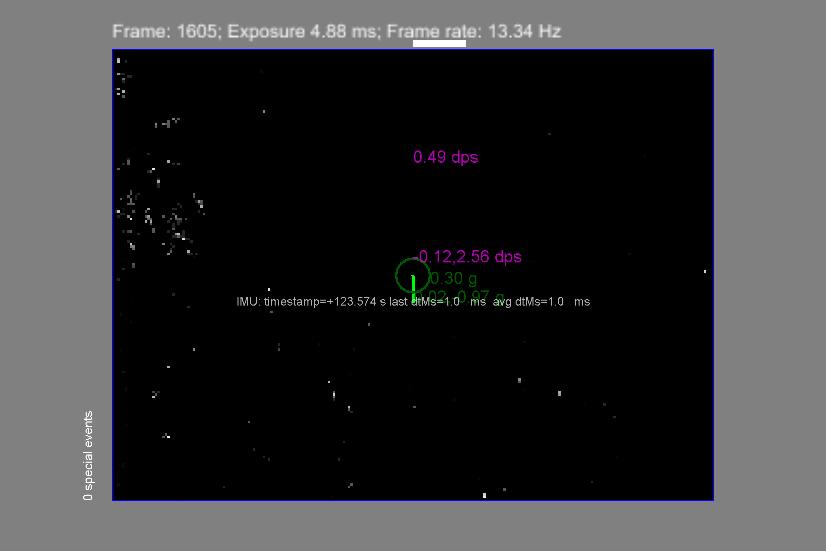 Frame: 1605; Exposure 4.88 ms; Frame rate: 13.34 Hz
0.49 dps
-0.12,2.56 dps
0.30 g
0.97 g
IMU: timestamp=+123.574 s last dtMs=1.0 ms avg dtMs=1.0 ms
0 special events